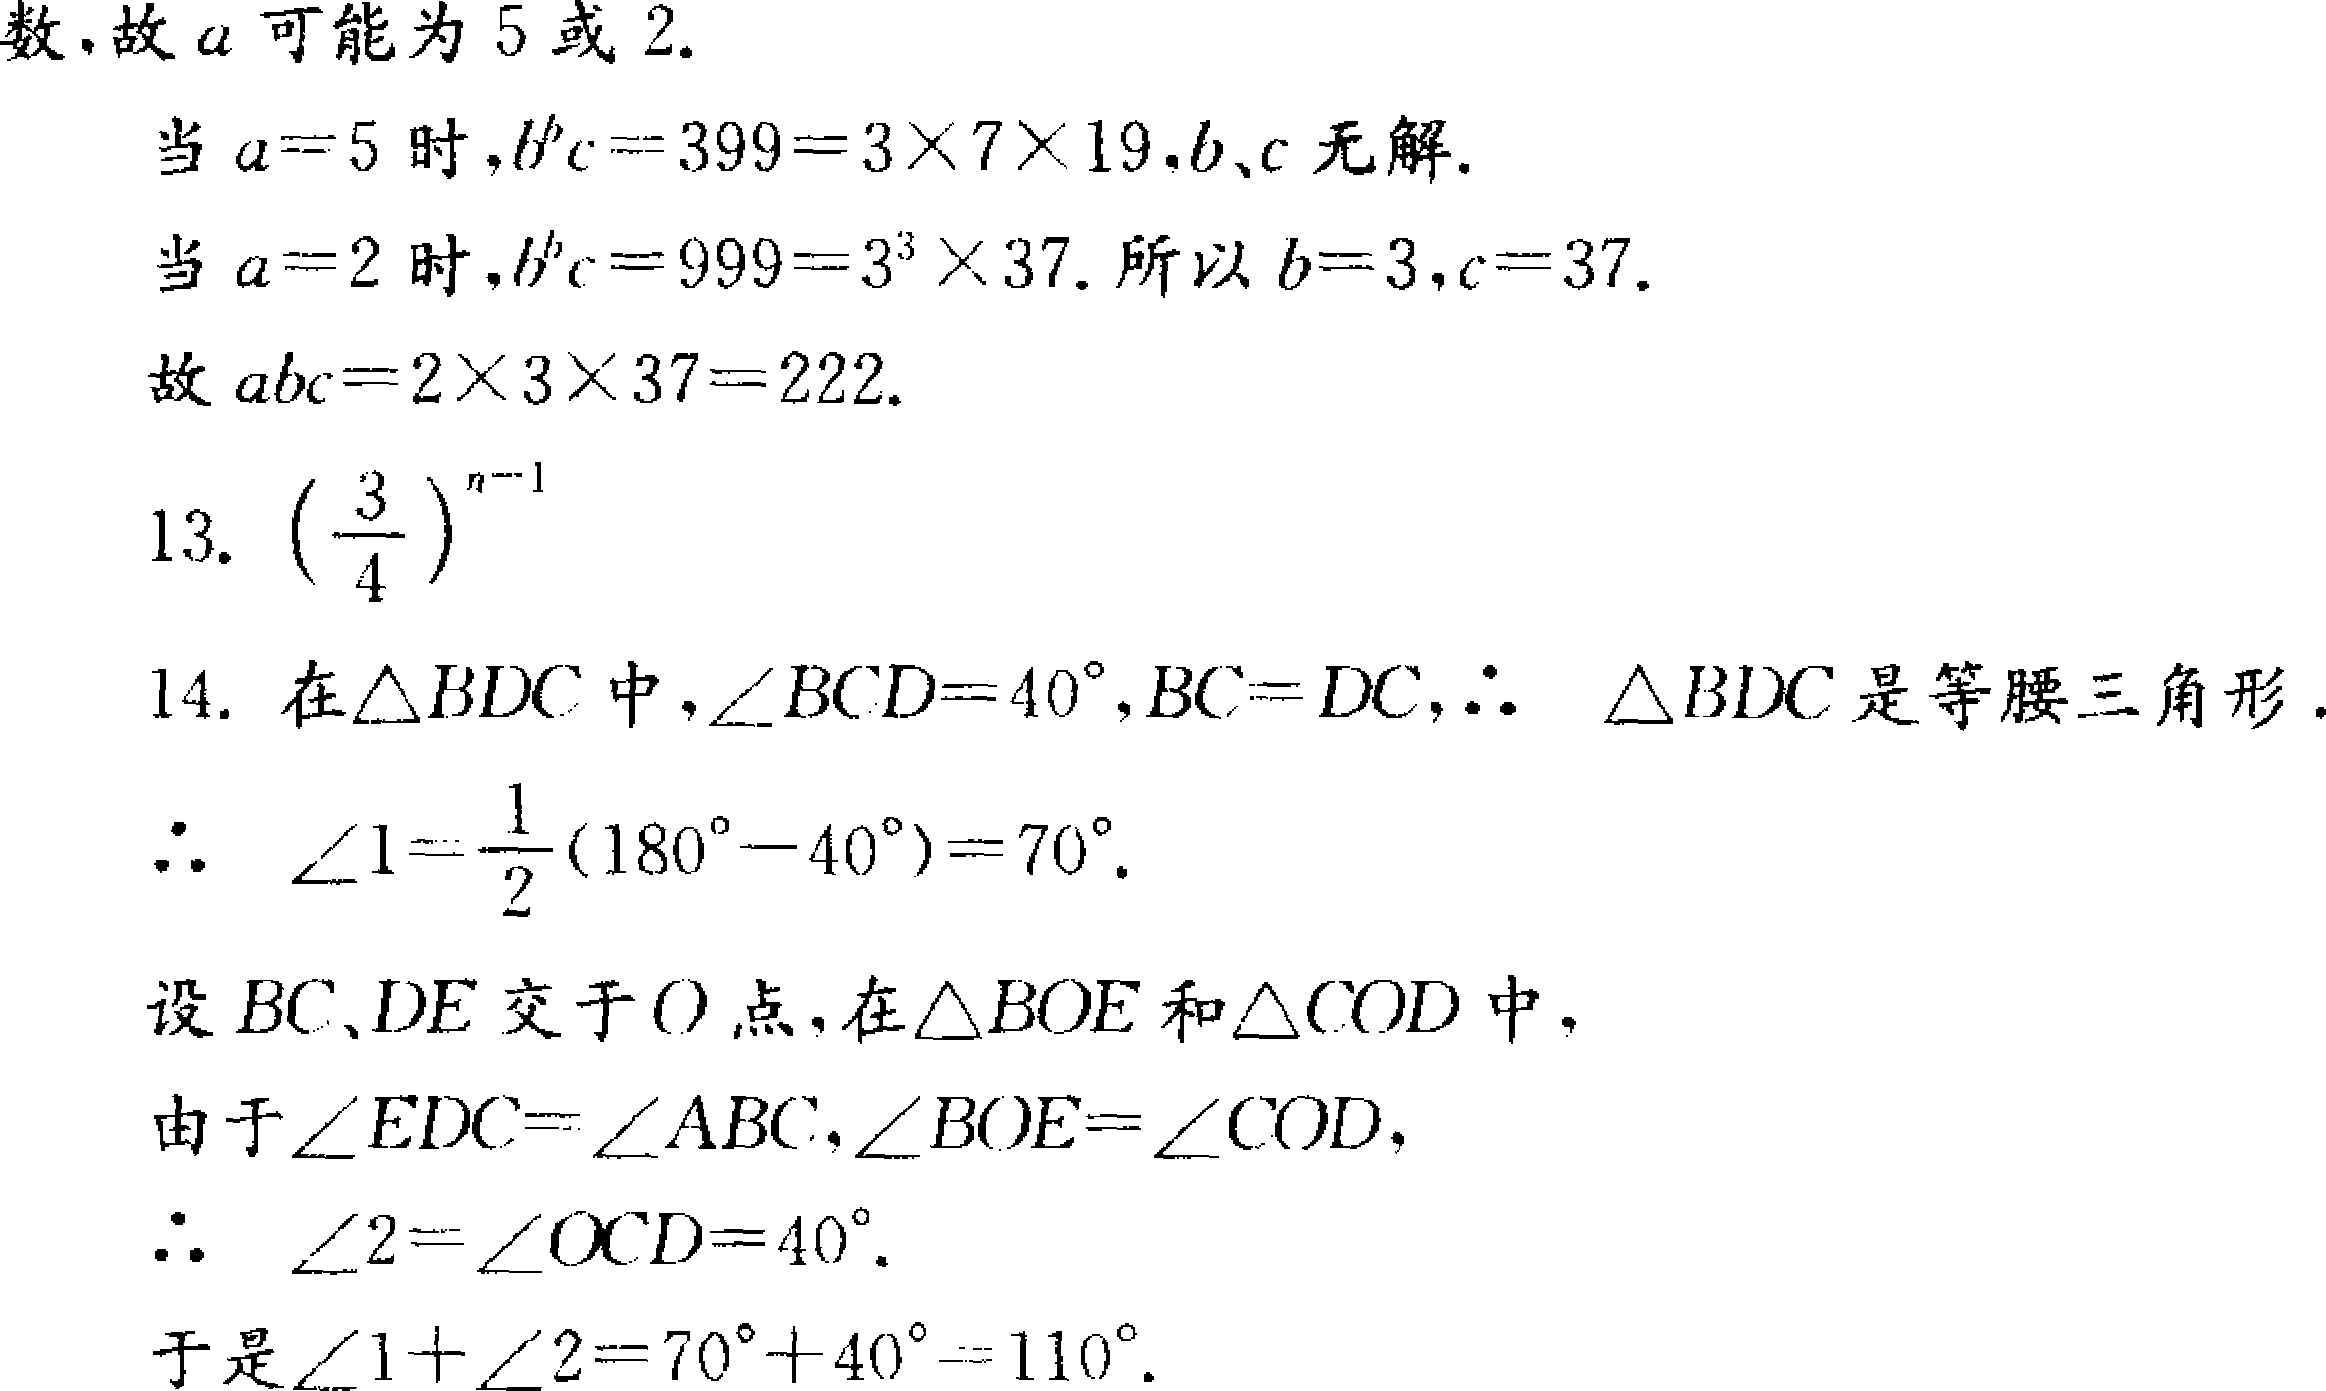 数,故 a 可能为 5 或 2.
当 a=5 时,b^b c=399=3×7×19,b、c 无解.
当 a=2 时,b^b c=999=3^3×37. 所以 b=3,c=37.
故 abc=2×3×37=222.
13. (3/4)^{n-1}
14. 在△BDC 中,∠BCD=40°,BC=DC,∴ △BDC 是等腰三角形.
∴ ∠1=1/2(180°-40°)=70°.
设 BC、DE 交于 O 点,在△BOE 和△COD 中,
由于∠EDC=∠ABC,∠BOE=∠COD,
∴ ∠2=∠OCD=40°.
于是∠1+∠2=70°+40°=110°.